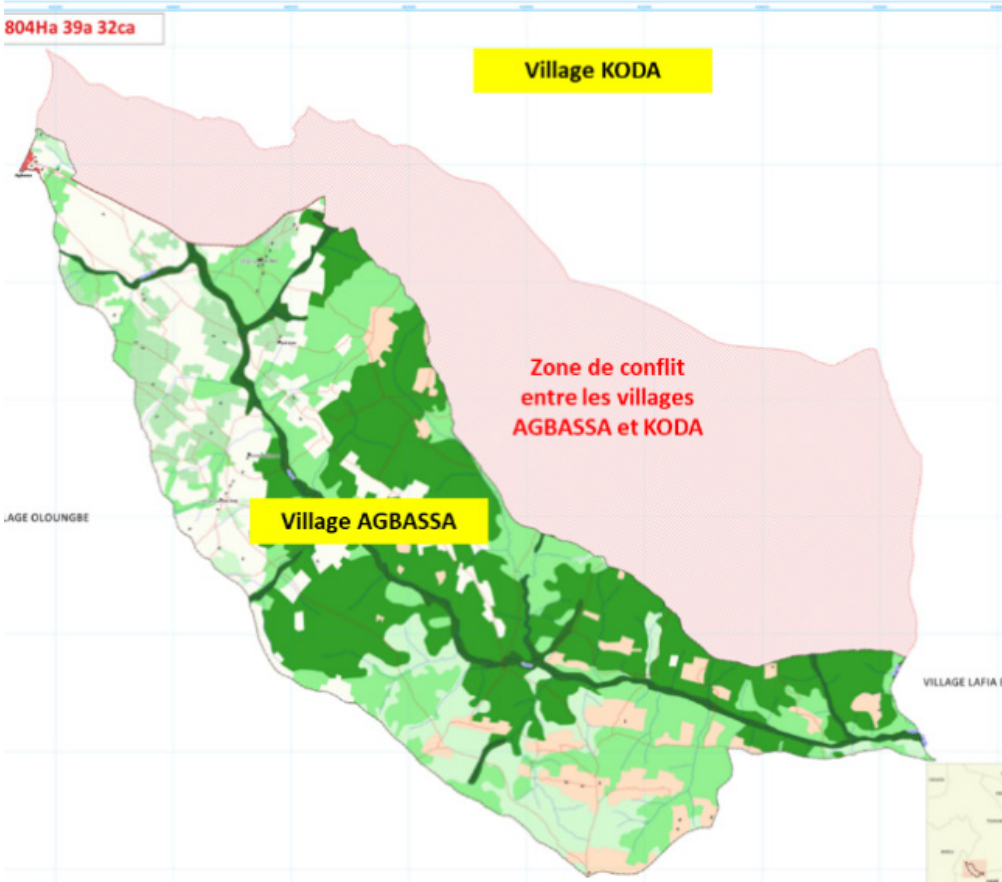 804Ha 39a 32ca
Village KODA
Zone de conflit
entre les villages
AGBASSA et KODA
Village AGBASSA
LAGE OLOUNGBE
VILLAGE LAFIA